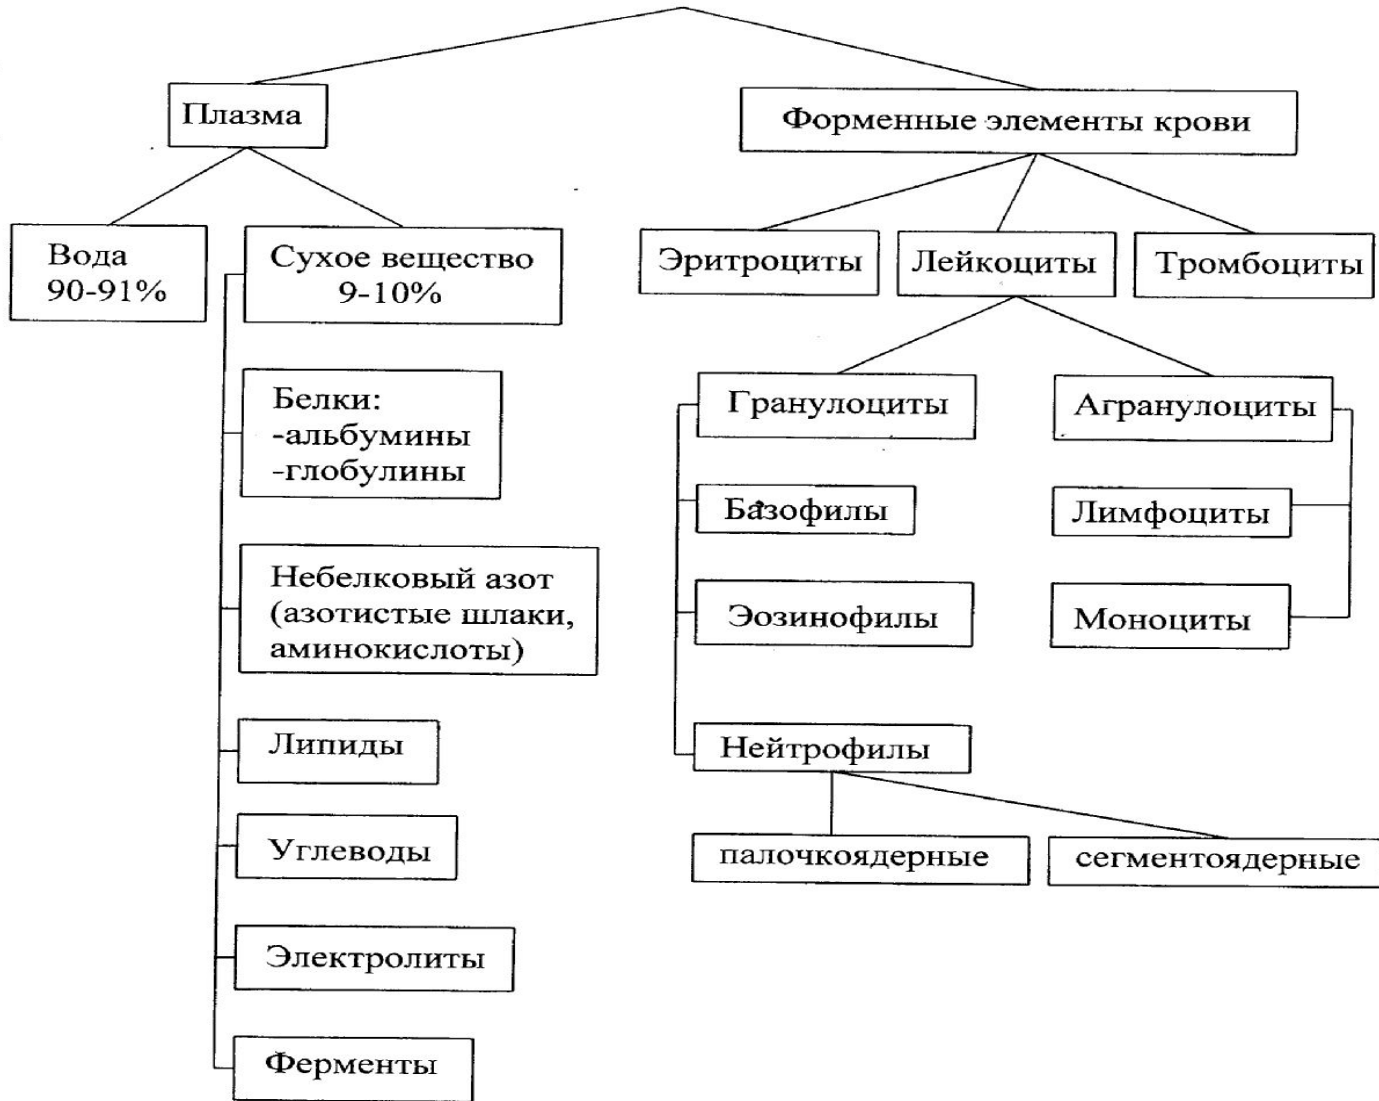 Плазма
Форменные элементы крови
Вода
90-91%
Сухое вещество
9-10%
Эритроциты
Лейкоциты
Тромбоциты
Белки:
-альбумины
-глобулины
Гранулоциты
Агранулоциты
Базофилы
Лимфоциты
Небелковый азот
(азотистые шлаки,
аминокислоты)
Эозинофилы
Моноциты
Липиды
Нейтрофилы
Углеводы
палочкоядерные
сегментоядерные
Электролиты
Ферменты